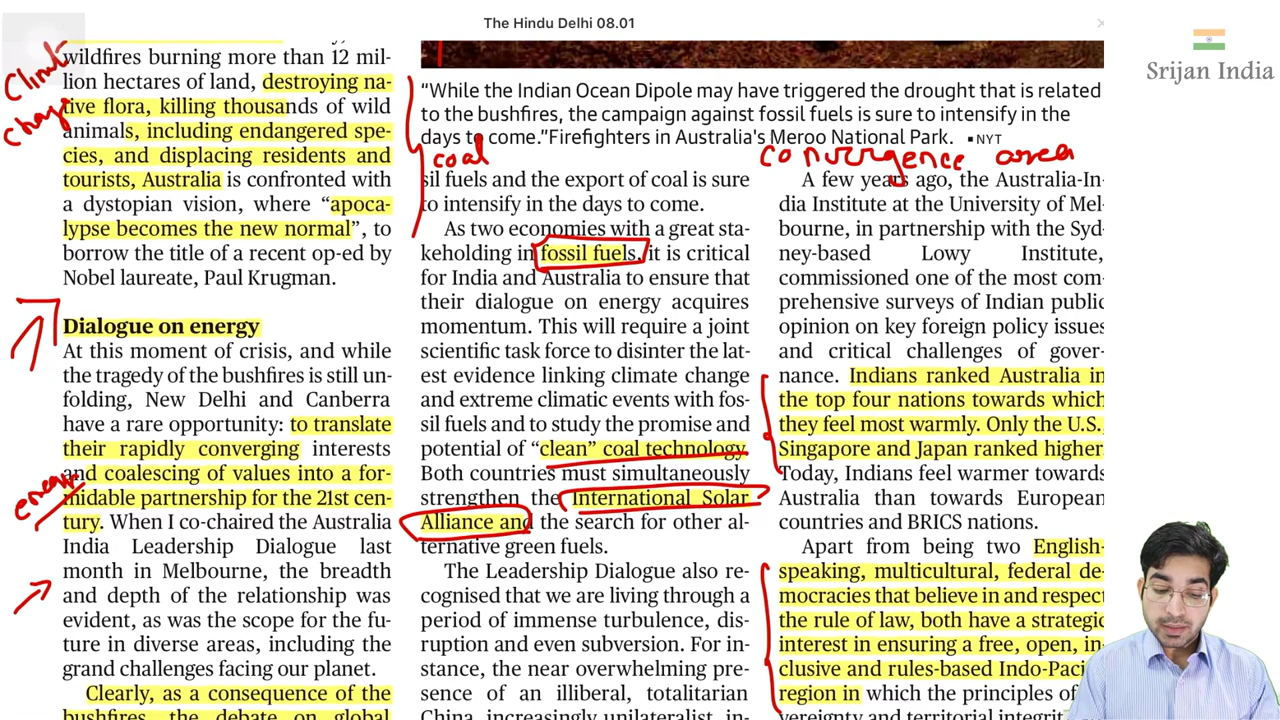 The Hindu Delhi 08.01
Srijan India
Climate
change
wildfires burning more than 12 mil-
lion hectares of land, destroying na-
tive flora, killing thousands of wild
animals, including endangered spe-
cies, and displacing residents and
tourists, Australia is confronted with
a dystopian vision, where “apoca-
lypse becomes the new normal”, to
borrow the title of a recent op-ed by
Nobel laureate, Paul Krugman.
Dialogue on energy
At this moment of crisis, and while
the tragedy of the bushfires is still un-
folding, New Delhi and Canberra
have a rare opportunity: to translate
their rapidly converging interests
and coalescing of values into a for-
midable partnership for the 21st cen-
tury. When I co-chaired the Australia
India Leadership Dialogue last
month in Melbourne, the breadth
and depth of the relationship was
evident, as was the scope for the fu-
ture in diverse areas, including the
grand challenges facing our planet.
Clearly, as a consequence of the
bushfires, the debate on global
energy
“While the Indian Ocean Dipole may have triggered the drought that is related
to the bushfires, the campaign against fossil fuels is sure to intensify in the
days to come.”Firefighters in Australia's Meroo National Park. ▪NYT
coal
sil fuels and the export of coal is sure
to intensify in the days to come.
As two economies with a great sta-
keholding in fossil fuels, it is critical
for India and Australia to ensure that
their dialogue on energy acquires
momentum. This will require a joint
scientific task force to disinter the lat-
est evidence linking climate change
and extreme climatic events with fos-
sil fuels and to study the promise and
potential of “clean” coal technology.
Both countries must simultaneously
strengthen the International Solar
Alliance and the search for other al-
ternative green fuels.
The Leadership Dialogue also re-
cognised that we are living through a
period of immense turbulence, dis-
ruption and even subversion. For in-
stance, the near overwhelming pre-
sence of an illiberal, totalitarian
China, increasingly unilateralist, in-
convergence area
A few years ago, the Australia-In-
dia Institute at the University of Mel-
bourne, in partnership with the Syd-
ney-based Lowy Institute,
commissioned one of the most com-
prehensive surveys of Indian public
opinion on key foreign policy issues
and critical challenges of gover-
nance. Indians ranked Australia in
the top four nations towards which
they feel most warmly. Only the U.S.,
Singapore and Japan ranked higher.
Today, Indians feel warmer towards
Australia than towards European
countries and BRICS nations.
Apart from being two English-
speaking, multicultural, federal de-
mocracies that believe in and respect
the rule of law, both have a strategic
interest in ensuring a free, open, in-
clusive and rules-based Indo-Pacific
region in which the principles of
vereignty and territorial integrit